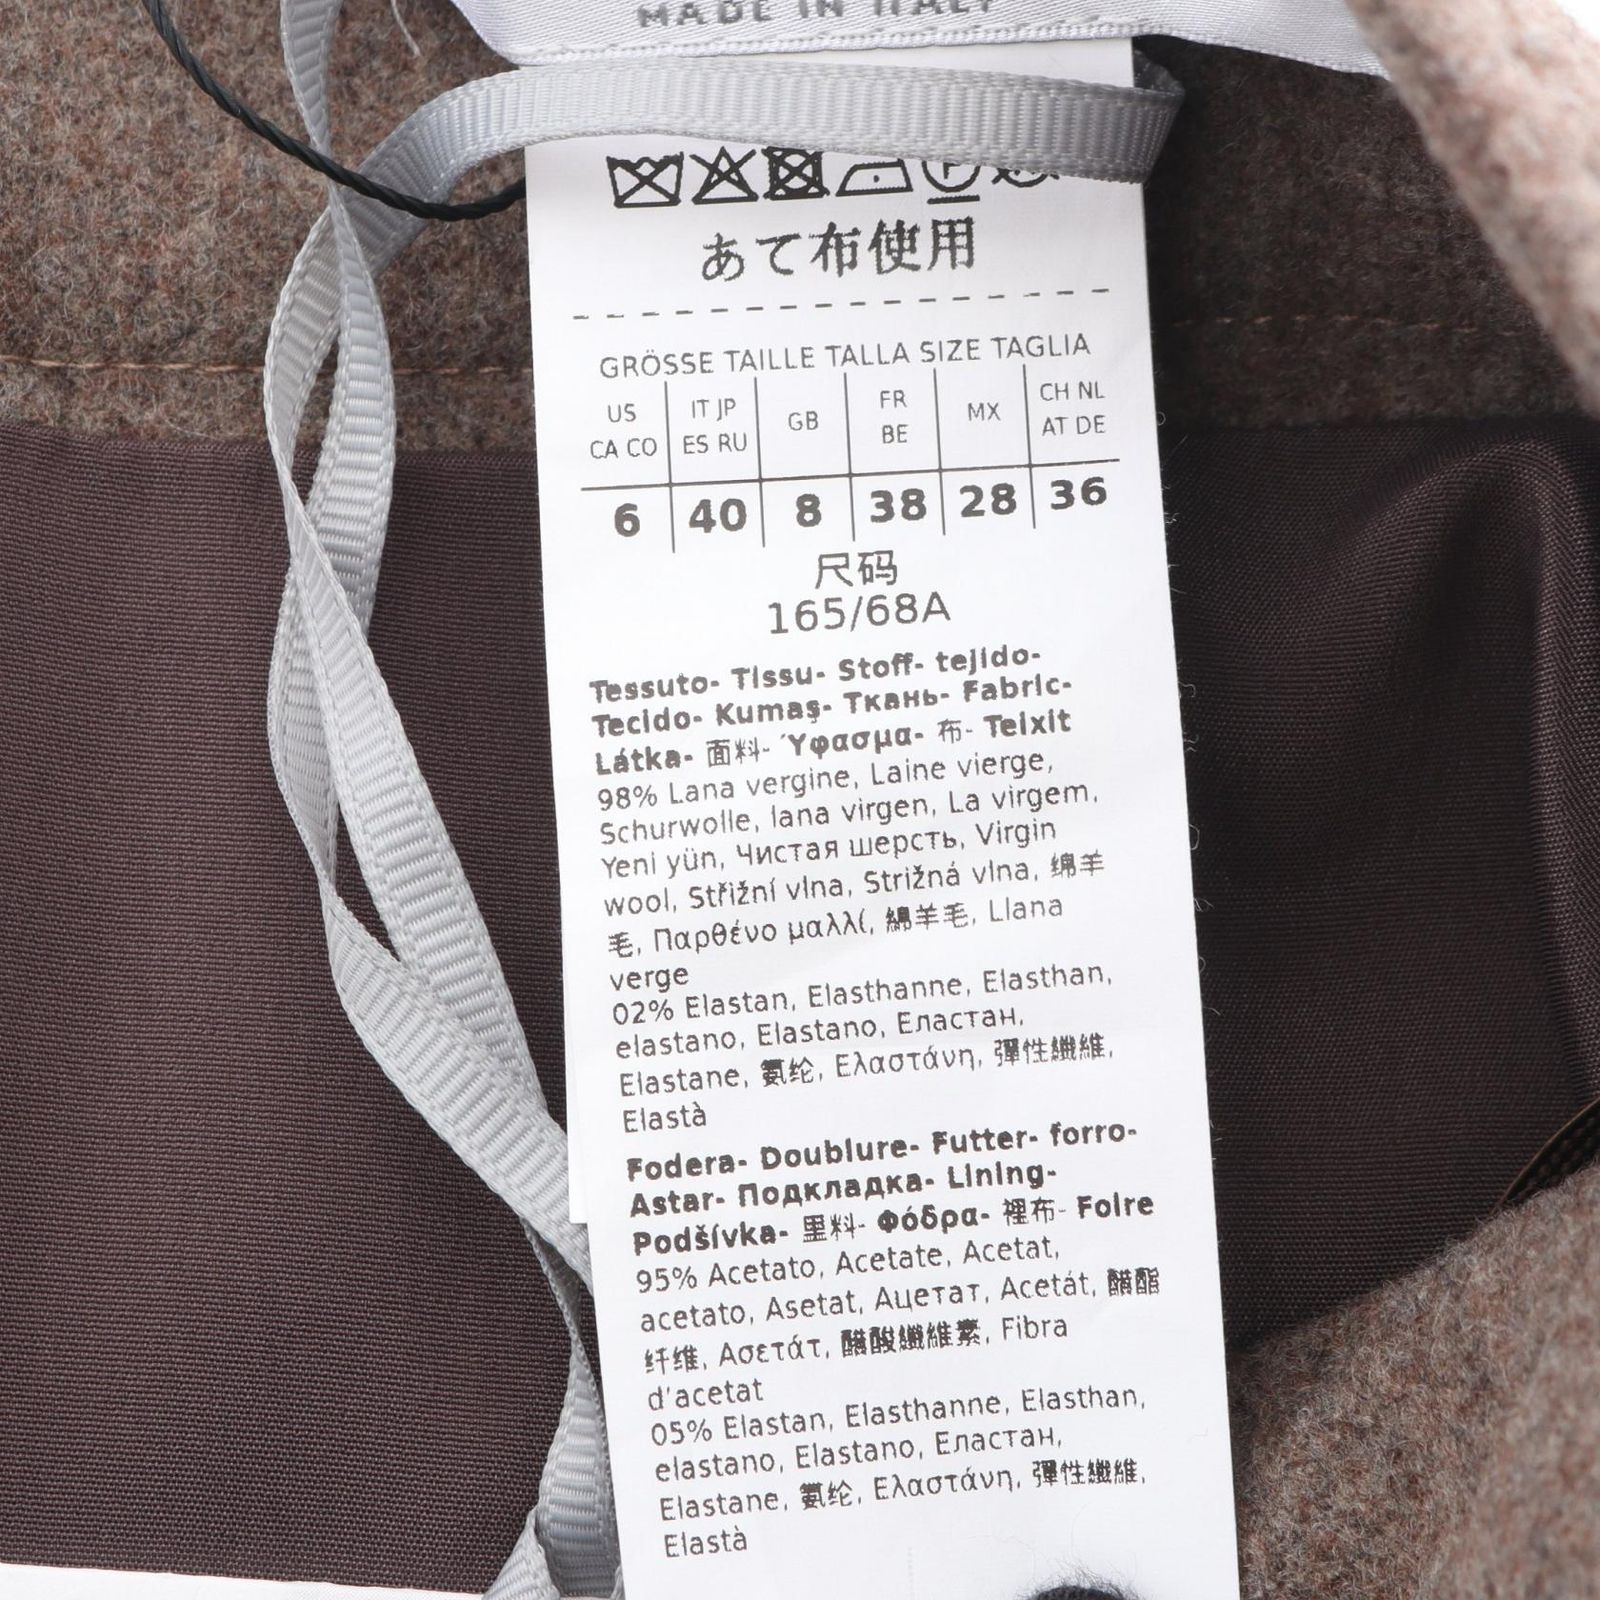 MADE IN ITALY
あて布使用
GRÖSSE TAILLE TALLA SIZE TAGLIA
US CA CO | IT JP ES RU | GB | FR BE | MX | CH NL AT DE
6 | 40 | 8 | 38 | 28 | 36
尺码
165/68A
Tessuto- Tissu- Stoff- tejido-
Tecido- Kumaş- Ткань- Fabric-
Látka- 面料- Ύφασμα- 布- Teixit
98% Lana vergine, Laine vierge,
Schurwolle, lana virgen, La virgem,
Yeni yün, Чистая шерсть, Virgin
wool, Střižní vlna, Strižná vlna, 绵羊
毛, Παρθένο μαλλί, 綿羊毛, Llana
verge
02% Elastan, Elasthanne, Elasthan,
elastano, Elastano, Еластан,
Elastane, 氨纶, Ελαστάνη, 彈性纖維,
Elastà
Fodera- Doublure- Futter- forro-
Astar- Подкладка- Lining-
Podšívka- 里料- Φόδρα- 裡布- Folre
95% Acetato, Acetate, Acetat,
acetato, Asetat, Ацетат, Acetát, 醋酯
纤维, Ασετάτ, 醋酸纖維素, Fibra
d'acetat
05% Elastan, Elasthanne, Elasthan,
elastano, Elastano, Еластан,
Elastane, 氨纶, Ελαστάνη, 彈性纖維,
Elastà